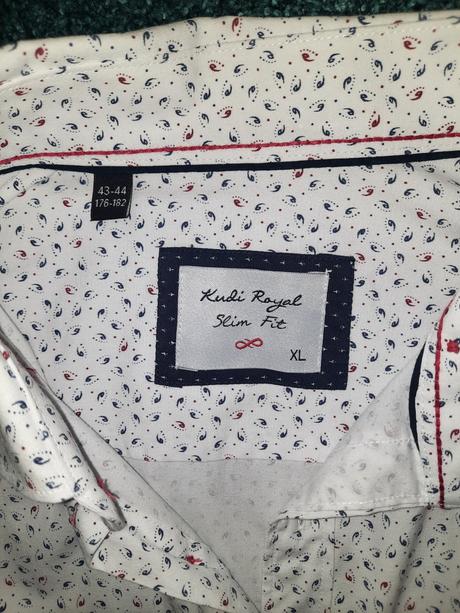 43-44
176-182
Kudi Royal
Slim Fit
XL